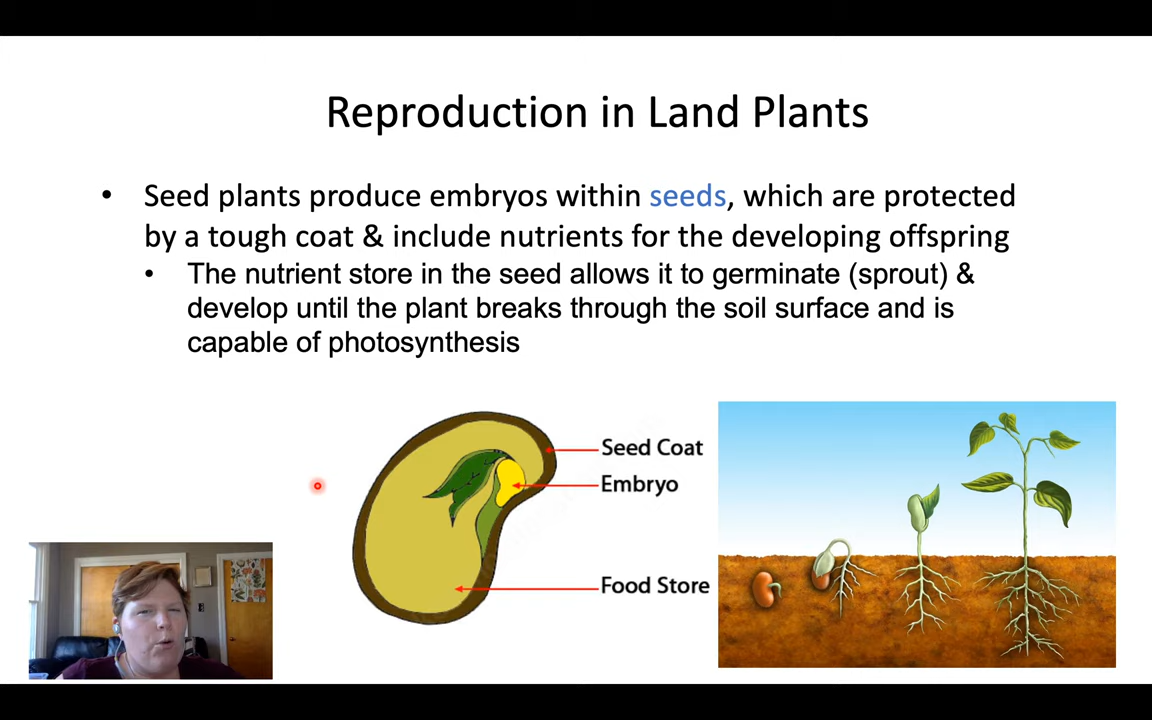 Reproduction in Land Plants
• Seed plants produce embryos within seeds, which are protected
by a tough coat & include nutrients for the developing offspring
• The nutrient store in the seed allows it to germinate (sprout) &
develop until the plant breaks through the soil surface and is
capable of photosynthesis
Seed Coat
Embryo
Food Store